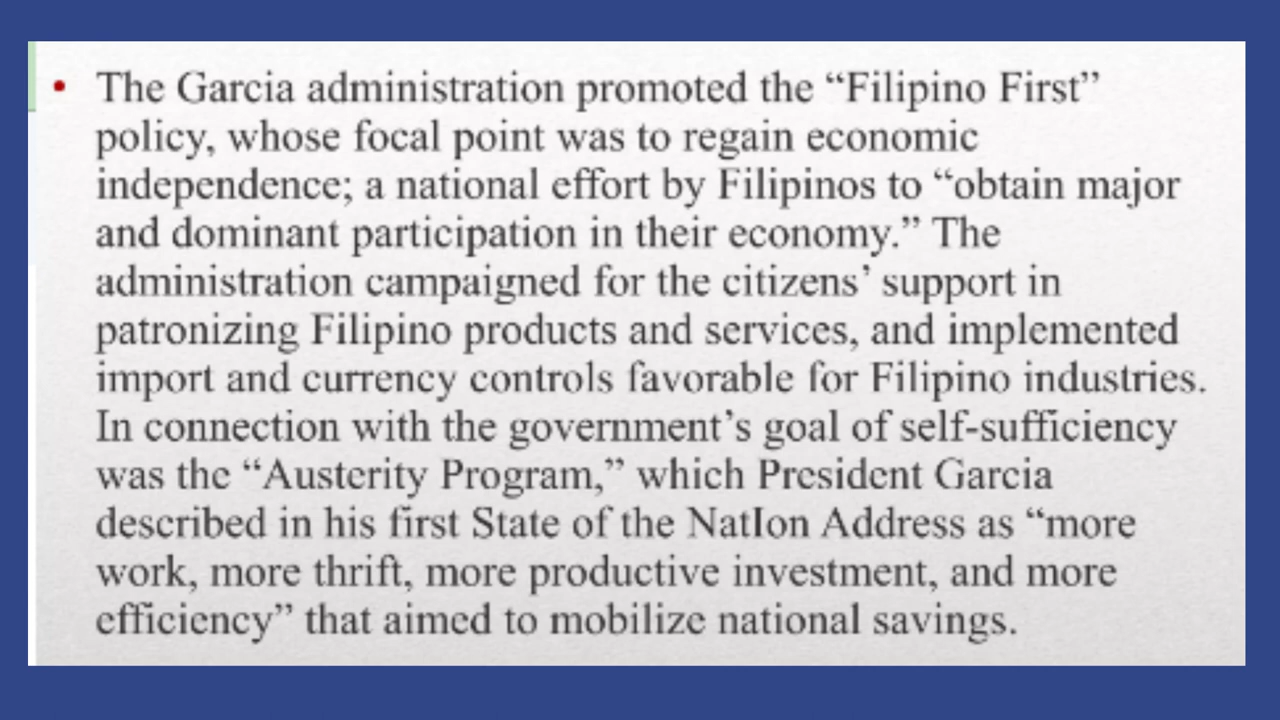 • The Garcia administration promoted the “Filipino First”
policy, whose focal point was to regain economic
independence; a national effort by Filipinos to “obtain major
and dominant participation in their economy.” The
administration campaigned for the citizens’ support in
patronizing Filipino products and services, and implemented
import and currency controls favorable for Filipino industries.
In connection with the government’s goal of self-sufficiency
was the “Austerity Program,” which President Garcia
described in his first State of the NatIon Address as “more
work, more thrift, more productive investment, and more
efficiency” that aimed to mobilize national savings.